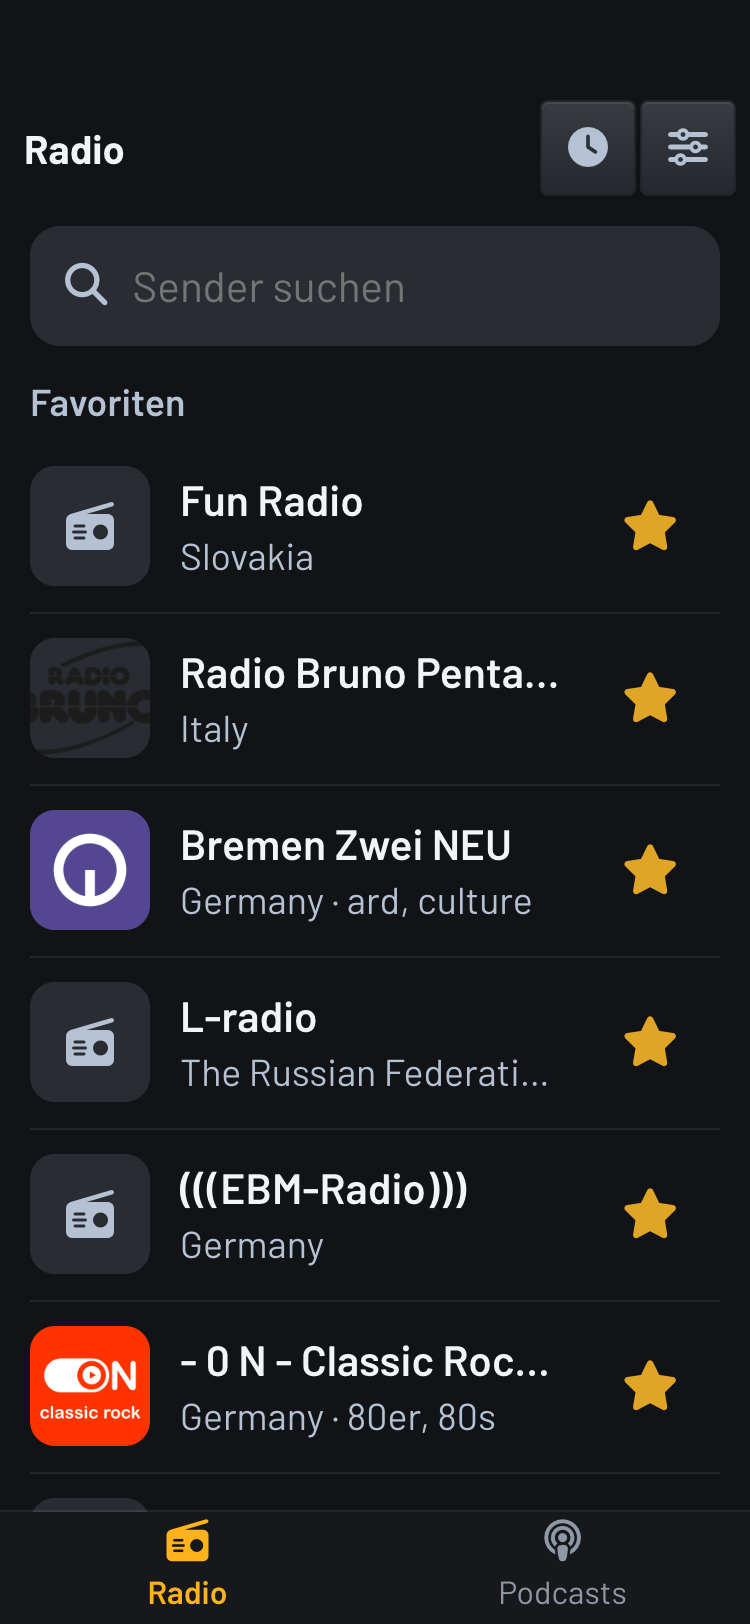 Radio
Sender suchen
Favoriten
Fun Radio
Slovakia
RADIO
BRUNO
Radio Bruno Penta...
Italy
Bremen Zwei NEU
Germany · ard, culture
L-radio
The Russian Federati...
(((EBM-Radio)))
Germany
ON
classic rock
- 0 N - Classic Roc...
Germany · 80er, 80s
Radio
Podcasts